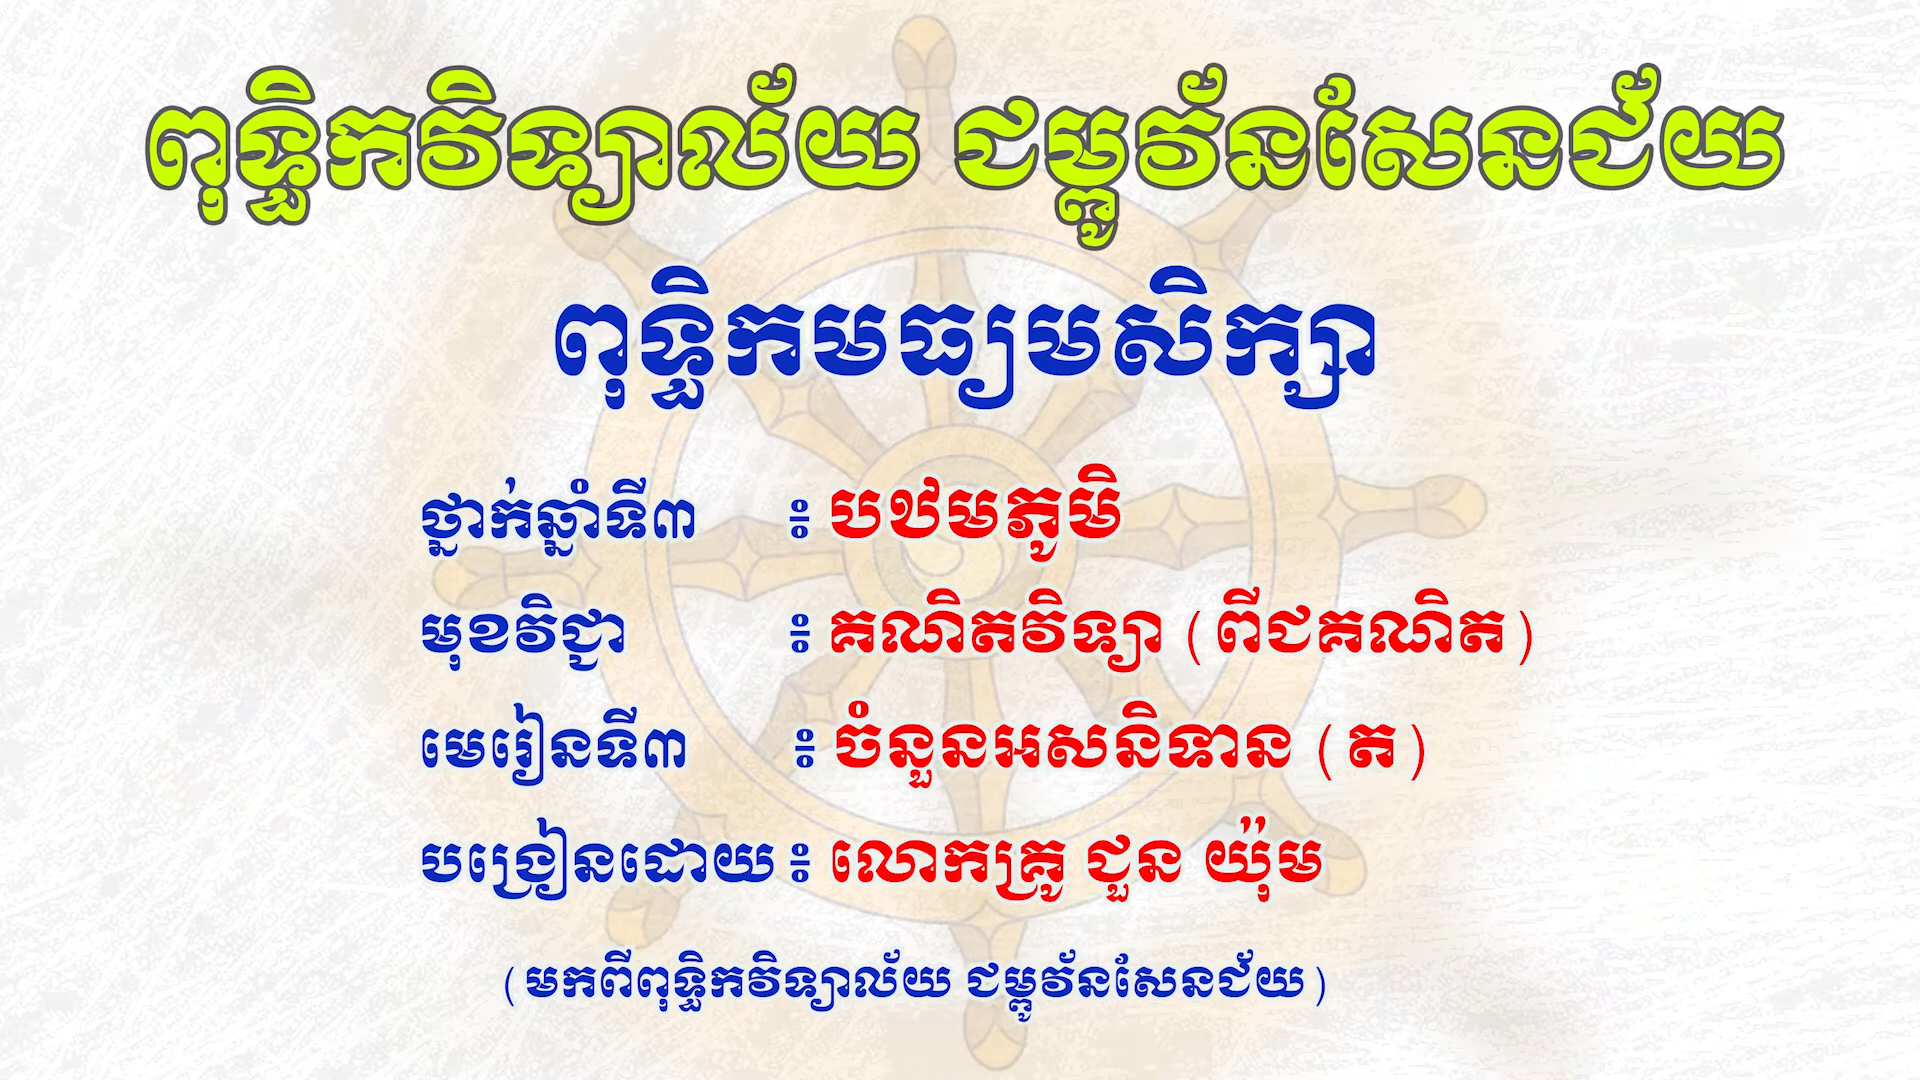 ពុទ្ធិកវិទ្យាល័យ ជម្ពូវ័នសែនជ័យ
ពុទ្ធិកមធ្យមសិក្សា
ថ្នាក់ឆ្នាំទី៣ ៖ បឋមភូមិ
មុខវិជ្ជា ៖ គណិតវិទ្យា (ពីជគណិត)
មេរៀនទី៣ ៖ ចំនួនអសនិទាន (ត)
បង្រៀនដោយ ៖ លោកគ្រូ ជួន យ៉ុម
(មកពីពុទ្ធិកវិទ្យាល័យ ជម្ពូវ័នសែនជ័យ)